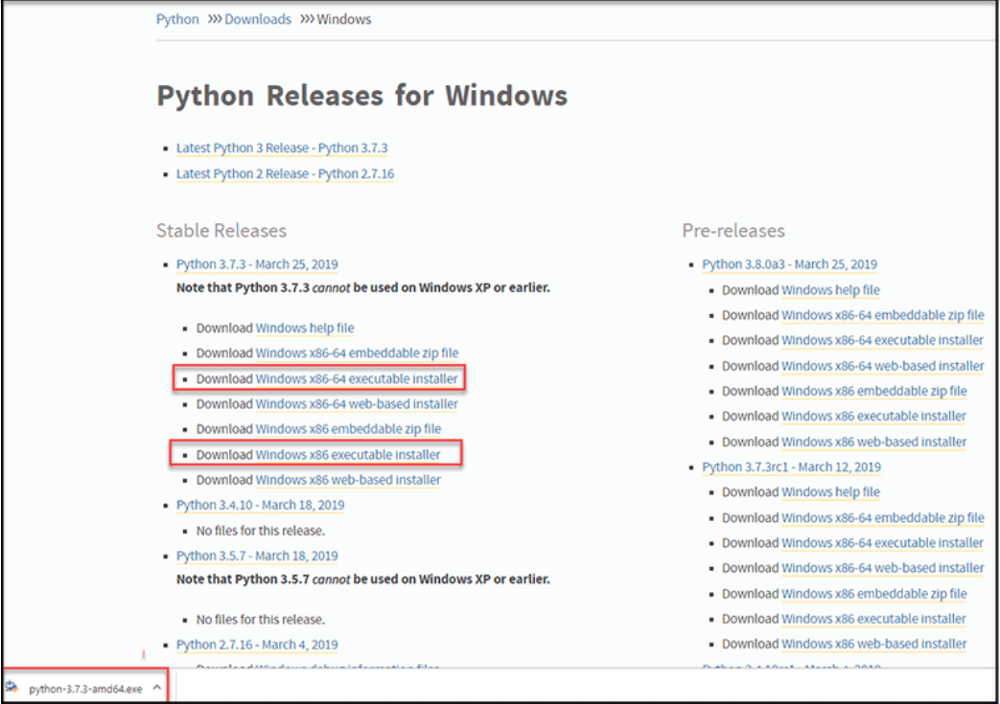 Python >>> Downloads >>> Windows
Python Releases for Windows
Latest Python 3 Release - Python 3.7.3
Latest Python 2 Release - Python 2.7.16
Stable Releases
Python 3.7.3 - March 25, 2019
Note that Python 3.7.3 cannot be used on Windows XP or earlier.
Download Windows help file
Download Windows x86-64 embeddable zip file
Download Windows x86-64 executable installer
Download Windows x86-64 web-based installer
Download Windows x86 embeddable zip file
Download Windows x86 executable installer
Download Windows x86 web-based installer
Python 3.4.10 - March 18, 2019
No files for this release.
Python 3.5.7 - March 18, 2019
Note that Python 3.5.7 cannot be used on Windows XP or earlier.
No files for this release.
Python 2.7.16 - March 4, 2019
Download Windows debug information files
Pre-releases
Python 3.8.0a3 - March 25, 2019
Download Windows help file
Download Windows x86-64 embeddable zip file
Download Windows x86-64 executable installer
Download Windows x86-64 web-based installer
Download Windows x86 embeddable zip file
Download Windows x86 executable installer
Download Windows x86 web-based installer
Python 3.7.3rc1 - March 12, 2019
Download Windows help file
Download Windows x86-64 embeddable zip file
Download Windows x86-64 executable installer
Download Windows x86-64 web-based installer
Download Windows x86 embeddable zip file
Download Windows x86 executable installer
Download Windows x86 web-based installer
Python 3.4.10rc1 - March 4, 2019
python-3.7.3-amd64.exe